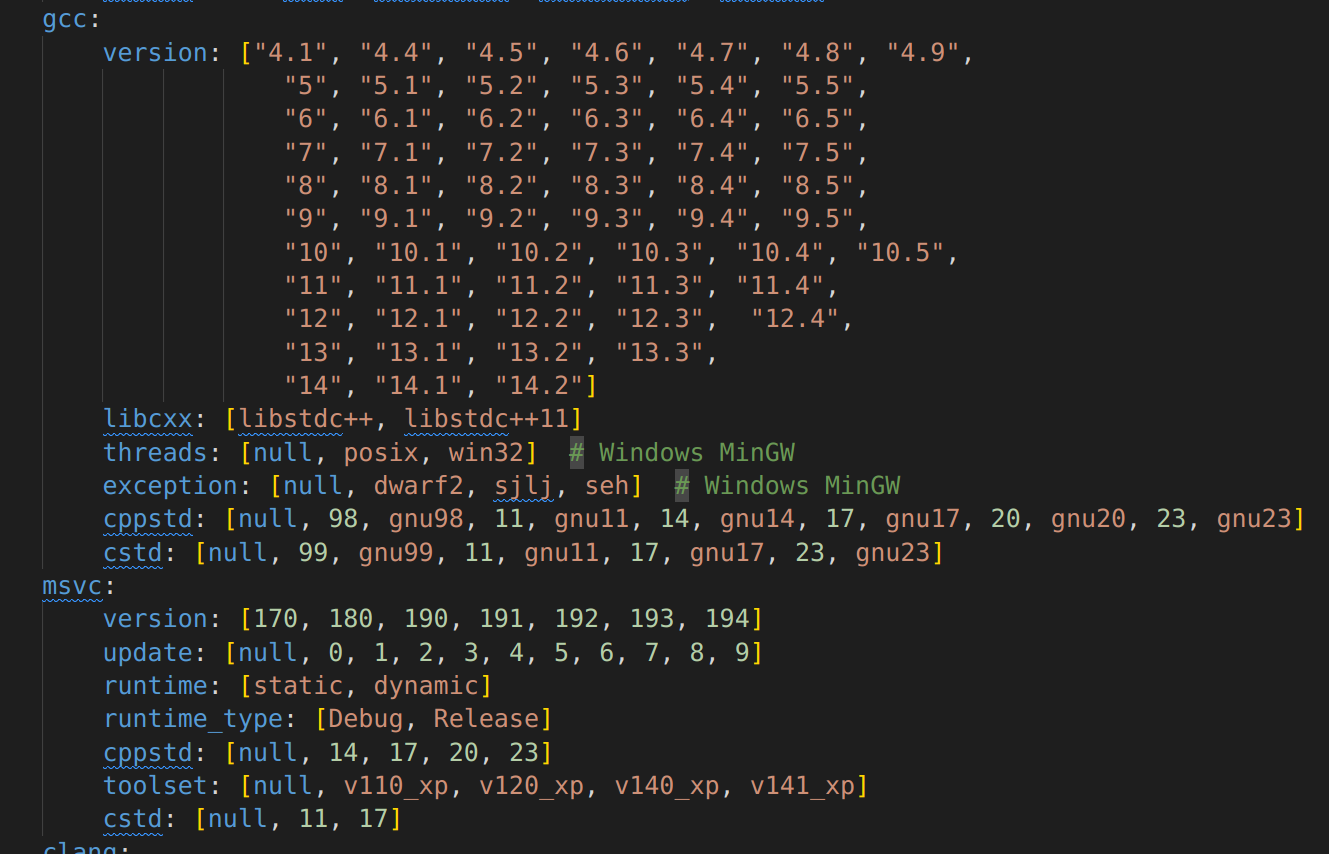 gcc:
version: ["4.1", "4.4", "4.5", "4.6", "4.7", "4.8", "4.9",
"5", "5.1", "5.2", "5.3", "5.4", "5.5",
"6", "6.1", "6.2", "6.3", "6.4", "6.5",
"7", "7.1", "7.2", "7.3", "7.4", "7.5",
"8", "8.1", "8.2", "8.3", "8.4", "8.5",
"9", "9.1", "9.2", "9.3", "9.4", "9.5",
"10", "10.1", "10.2", "10.3", "10.4", "10.5",
"11", "11.1", "11.2", "11.3", "11.4",
"12", "12.1", "12.2", "12.3",  "12.4",
"13", "13.1", "13.2", "13.3",
"14", "14.1", "14.2"]
libcxx: [libstdc++, libstdc++11]
threads: [null, posix, win32]  # Windows MinGW
exception: [null, dwarf2, sjlj, seh]  # Windows MinGW
cppstd: [null, 98, gnu98, 11, gnu11, 14, gnu14, 17, gnu17, 20, gnu20, 23, gnu23]
cstd: [null, 99, gnu99, 11, gnu11, 17, gnu17, 23, gnu23]
msvc:
version: [170, 180, 190, 191, 192, 193, 194]
update: [null, 0, 1, 2, 3, 4, 5, 6, 7, 8, 9]
runtime: [static, dynamic]
runtime_type: [Debug, Release]
cppstd: [null, 14, 17, 20, 23]
toolset: [null, v110_xp, v120_xp, v140_xp, v141_xp]
cstd: [null, 11, 17]
clang: